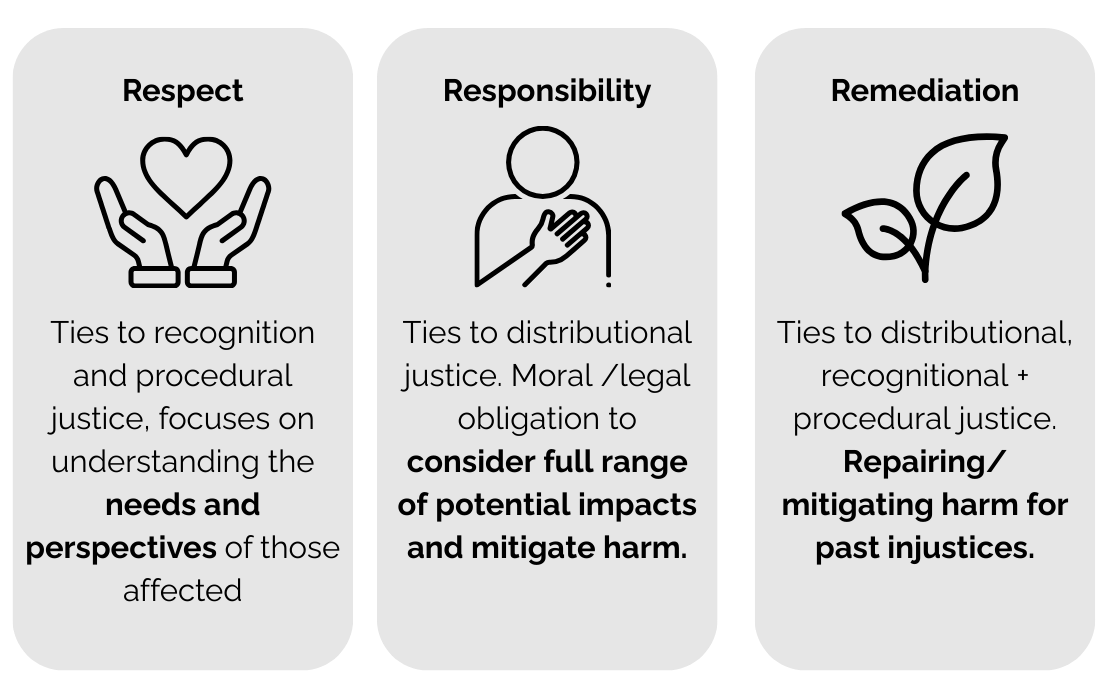 Respect
Ties to recognition
and procedural
justice, focuses on
understanding the
needs and
perspectives of those
affected
Responsibility
Ties to distributional
justice. Moral /legal
obligation to
consider full range
of potential impacts
and mitigate harm.
Remediation
Ties to distributional,
recognitional +
procedural justice.
Repairing/
mitigating harm for
past injustices.